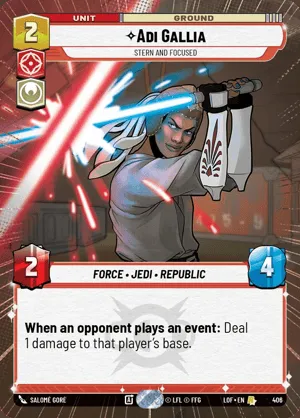 UNIT
GROUND
2
✧ADI GALLIA
STERN AND FOCUSED
2
FORCE • JEDI • REPUBLIC
4
When an opponent plays an event: Deal
1 damage to that player's base.
SALOMÉ GORE
© LFL © FFG
LOF • EN
406